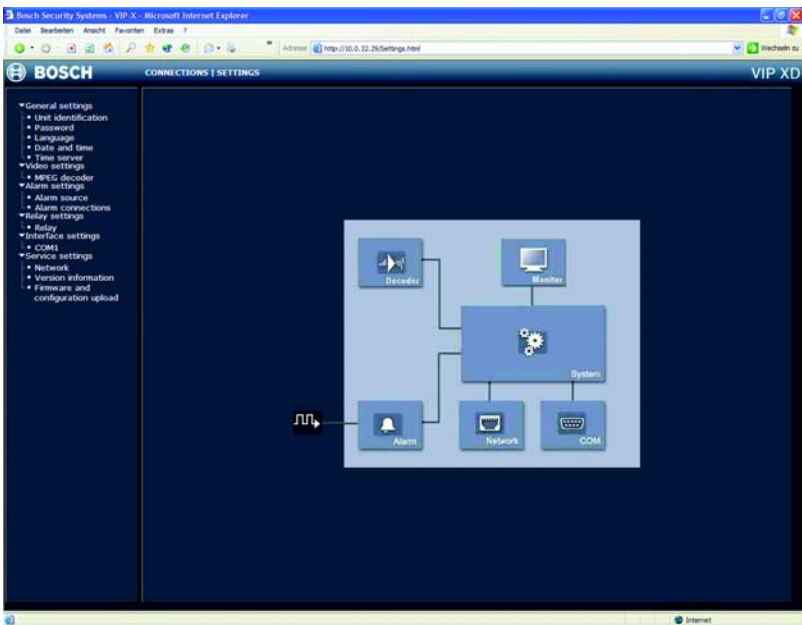 Bosch Security Systems - VIP-X - Microsoft Internet Explorer
Datei Bearbeiten Ansicht Favoriten Extras ?
Adresse http://10.0.32.29/Settings.html Wechseln zu
BOSCH CONNECTIONS | SETTINGS VIP XD
General settings
Unit identification
Password
Language
Date and time
Time server
Video settings
MPEG decoder
Alarm settings
Alarm source
Alarm connections
Relay settings
Relay
Interface settings
COM1
Service settings
Network
Version information
Firmware and
configuration upload
Decoder
Monitor
System
Alarm
Network
COM
Internet